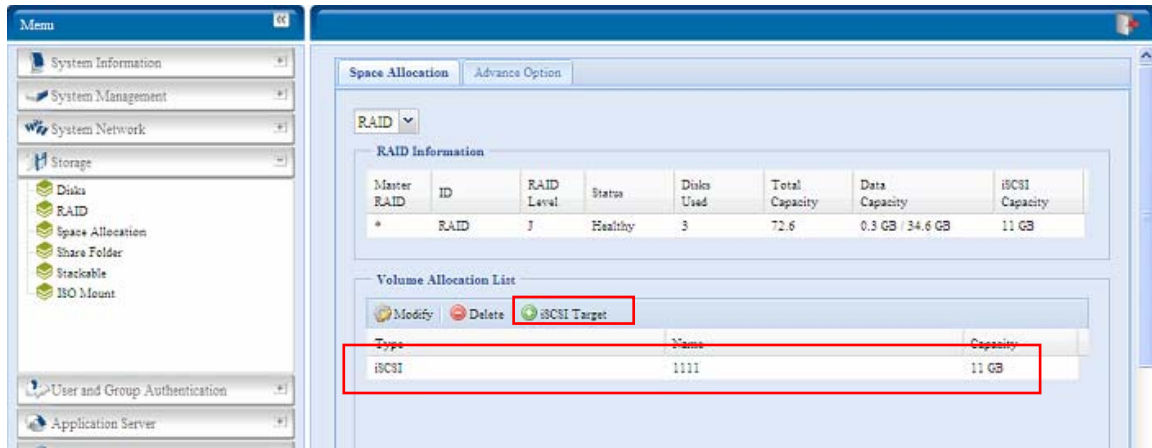 Menu
System Information
System Management
System Network
Storage
Disks
RAID
Space Allocation
Share Folder
Stackable
ISO Mount
User and Group Authentication
Application Server
Space Allocation Advance Option
RAID
RAID Information
Master RAID ID RAID Level Status Disks Used Total Capacity Data Capacity iSCSI Capacity
* RAID J Healthy 3 72.6 0.3 GB / 34.6 GB 11 GB
Volume Allocation List
Modify Delete iSCSI Target
Type Name Capacity
iSCSI 1111 11 GB